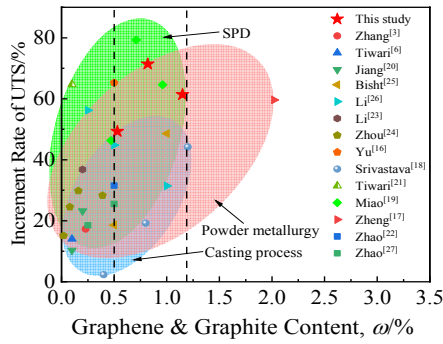 Increment Rate of UTS/%
80
60
40
20
0
0.0 0.5 1.0 1.5 2.0 2.5 3.0 3.5
Graphene & Graphite Content, ω/%
SPD
Powder metallurgy
Casting process
This study
Zhang[3]
Tiwari[6]
Jiang[20]
Bisht[25]
Li[26]
Li[23]
Zhou[24]
Yu[16]
Srivastava[18]
Tiwari[21]
Miao[19]
Zheng[17]
Zhao[22]
Zhao[27]